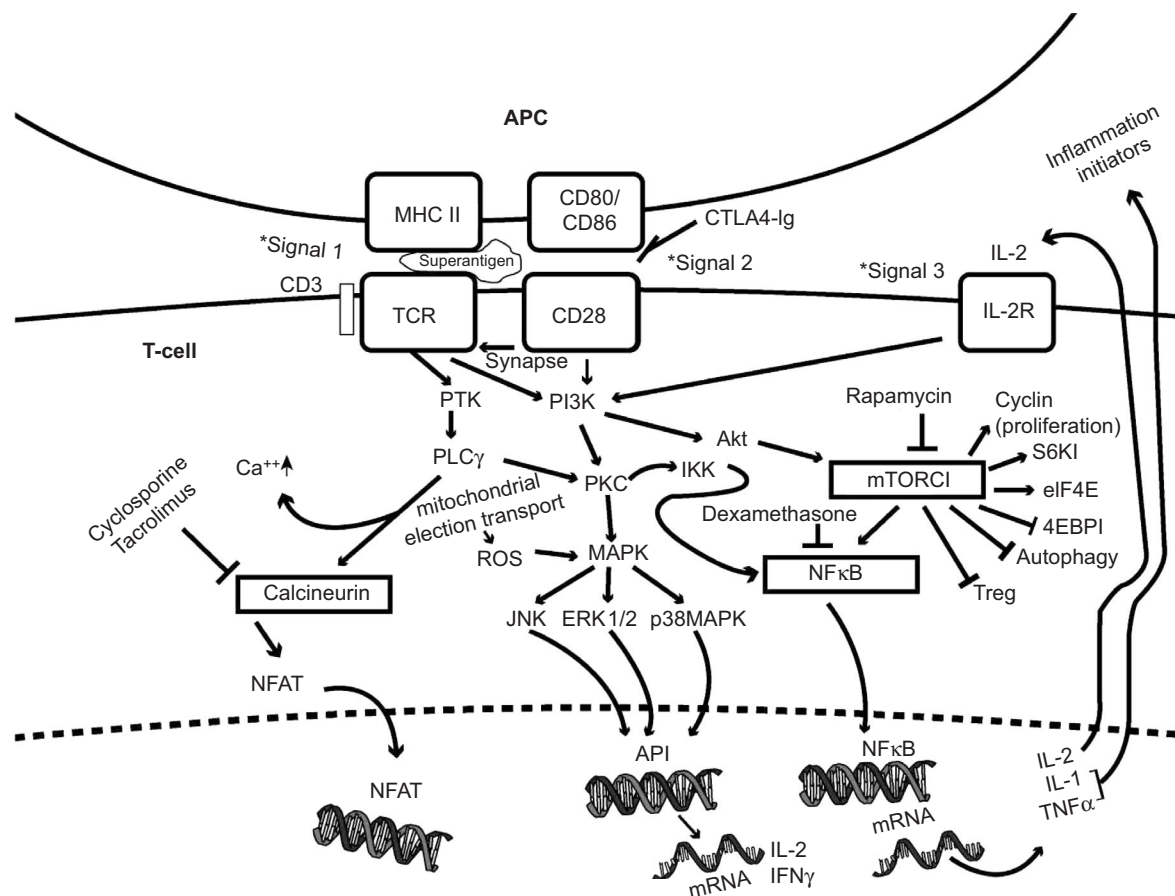 APC
Inflammation
initiators
MHC II
CD80/
CD86
CTLA4-Ig
*Signal 1
Superantigen
*Signal 2
*Signal 3
IL-2
CD3
TCR
CD28
IL-2R
T-cell
Synapse
PTK
PI3K
Rapamycin
Cyclin
(proliferation)
Akt
S6KI
Ca++
PLCγ
PKC
IKK
mTORCI
eIF4E
Cyclosporine
Tacrolimus
mitochondrial
election transport
Dexamethasone
4EBPI
ROS
MAPK
Autophagy
Calcineurin
NFκB
Treg
JNK
ERK1/2
p38MAPK
NFAT
API
NFκB
IL-2
IL-1
TNFα
NFAT
mRNA
IL-2
IFNγ
mRNA